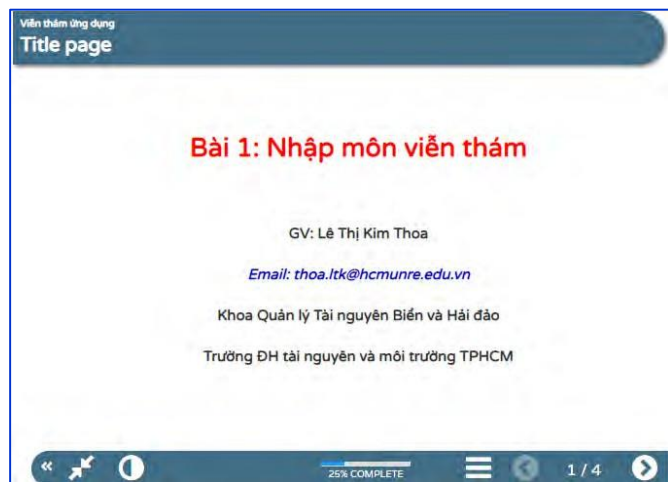 Viễn thám ứng dụng
Title page
Bài 1: Nhập môn viễn thám
GV: Lê Thị Kim Thoa
Email: thoa.ltk@hcmunre.edu.vn
Khoa Quản lý Tài nguyên Biển và Hải đảo
Trường ĐH tài nguyên và môi trường TPHCM
25% COMPLETE
1 / 4